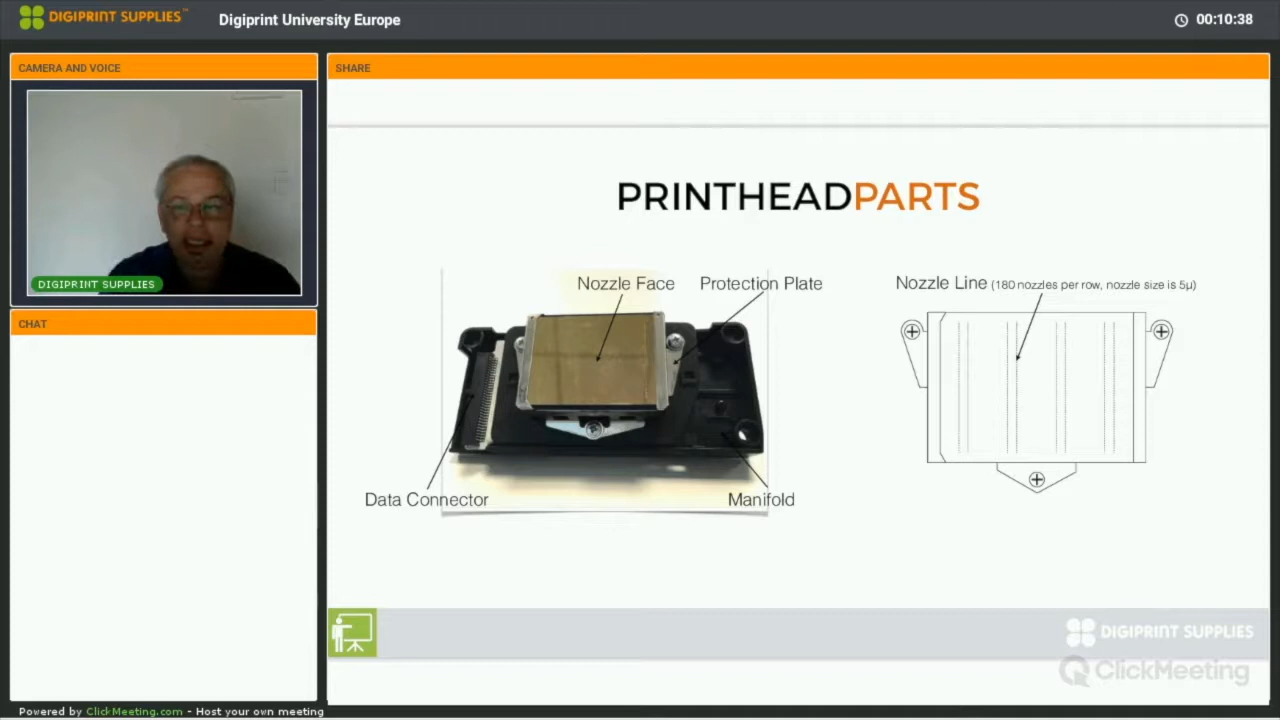 DIGIPRINT SUPPLIES™
Digiprint University Europe
00:10:38
CAMERA AND VOICE
DIGIPRINT SUPPLIES
CHAT
SHARE
PRINTHEADPARTS
Nozzle Face
Protection Plate
Data Connector
Manifold
Nozzle Line (180 nozzles per row, nozzle size is 5µ)
DIGIPRINT SUPPLIES
ClickMeeting
Powered by ClickMeeting.com - Host your own meeting